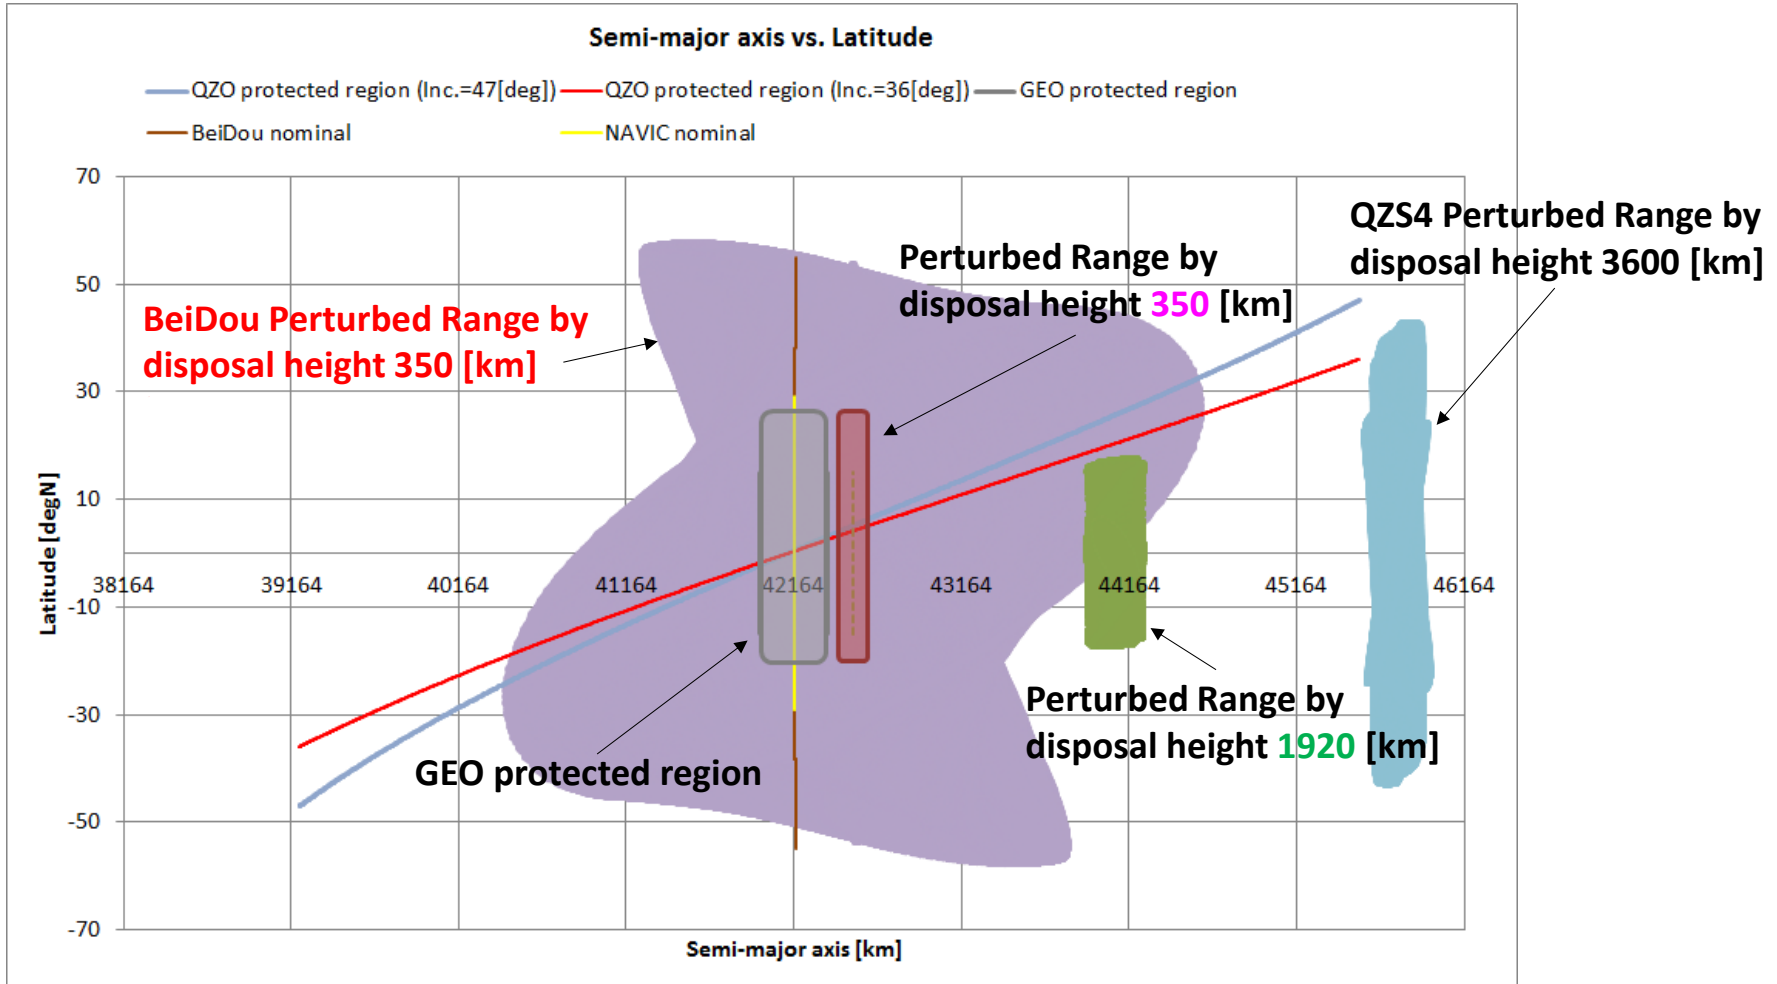 Semi-major axis vs. Latitude
QZO protected region (Inc.=47[deg]) QZO protected region (Inc.=36[deg]) GEO protected region
BeiDou nominal NAVIC nominal
70
50
30
10
-10
-30
-50
-70
Latitude [degN]
38164 39164 40164 41164 42164 43164 44164 45164 46164
Semi-major axis [km]
QZS4 Perturbed Range by
disposal height 3600 [km]
Perturbed Range by
disposal height 350 [km]
BeiDou Perturbed Range by
disposal height 350 [km]
Perturbed Range by
disposal height 1920 [km]
GEO protected region